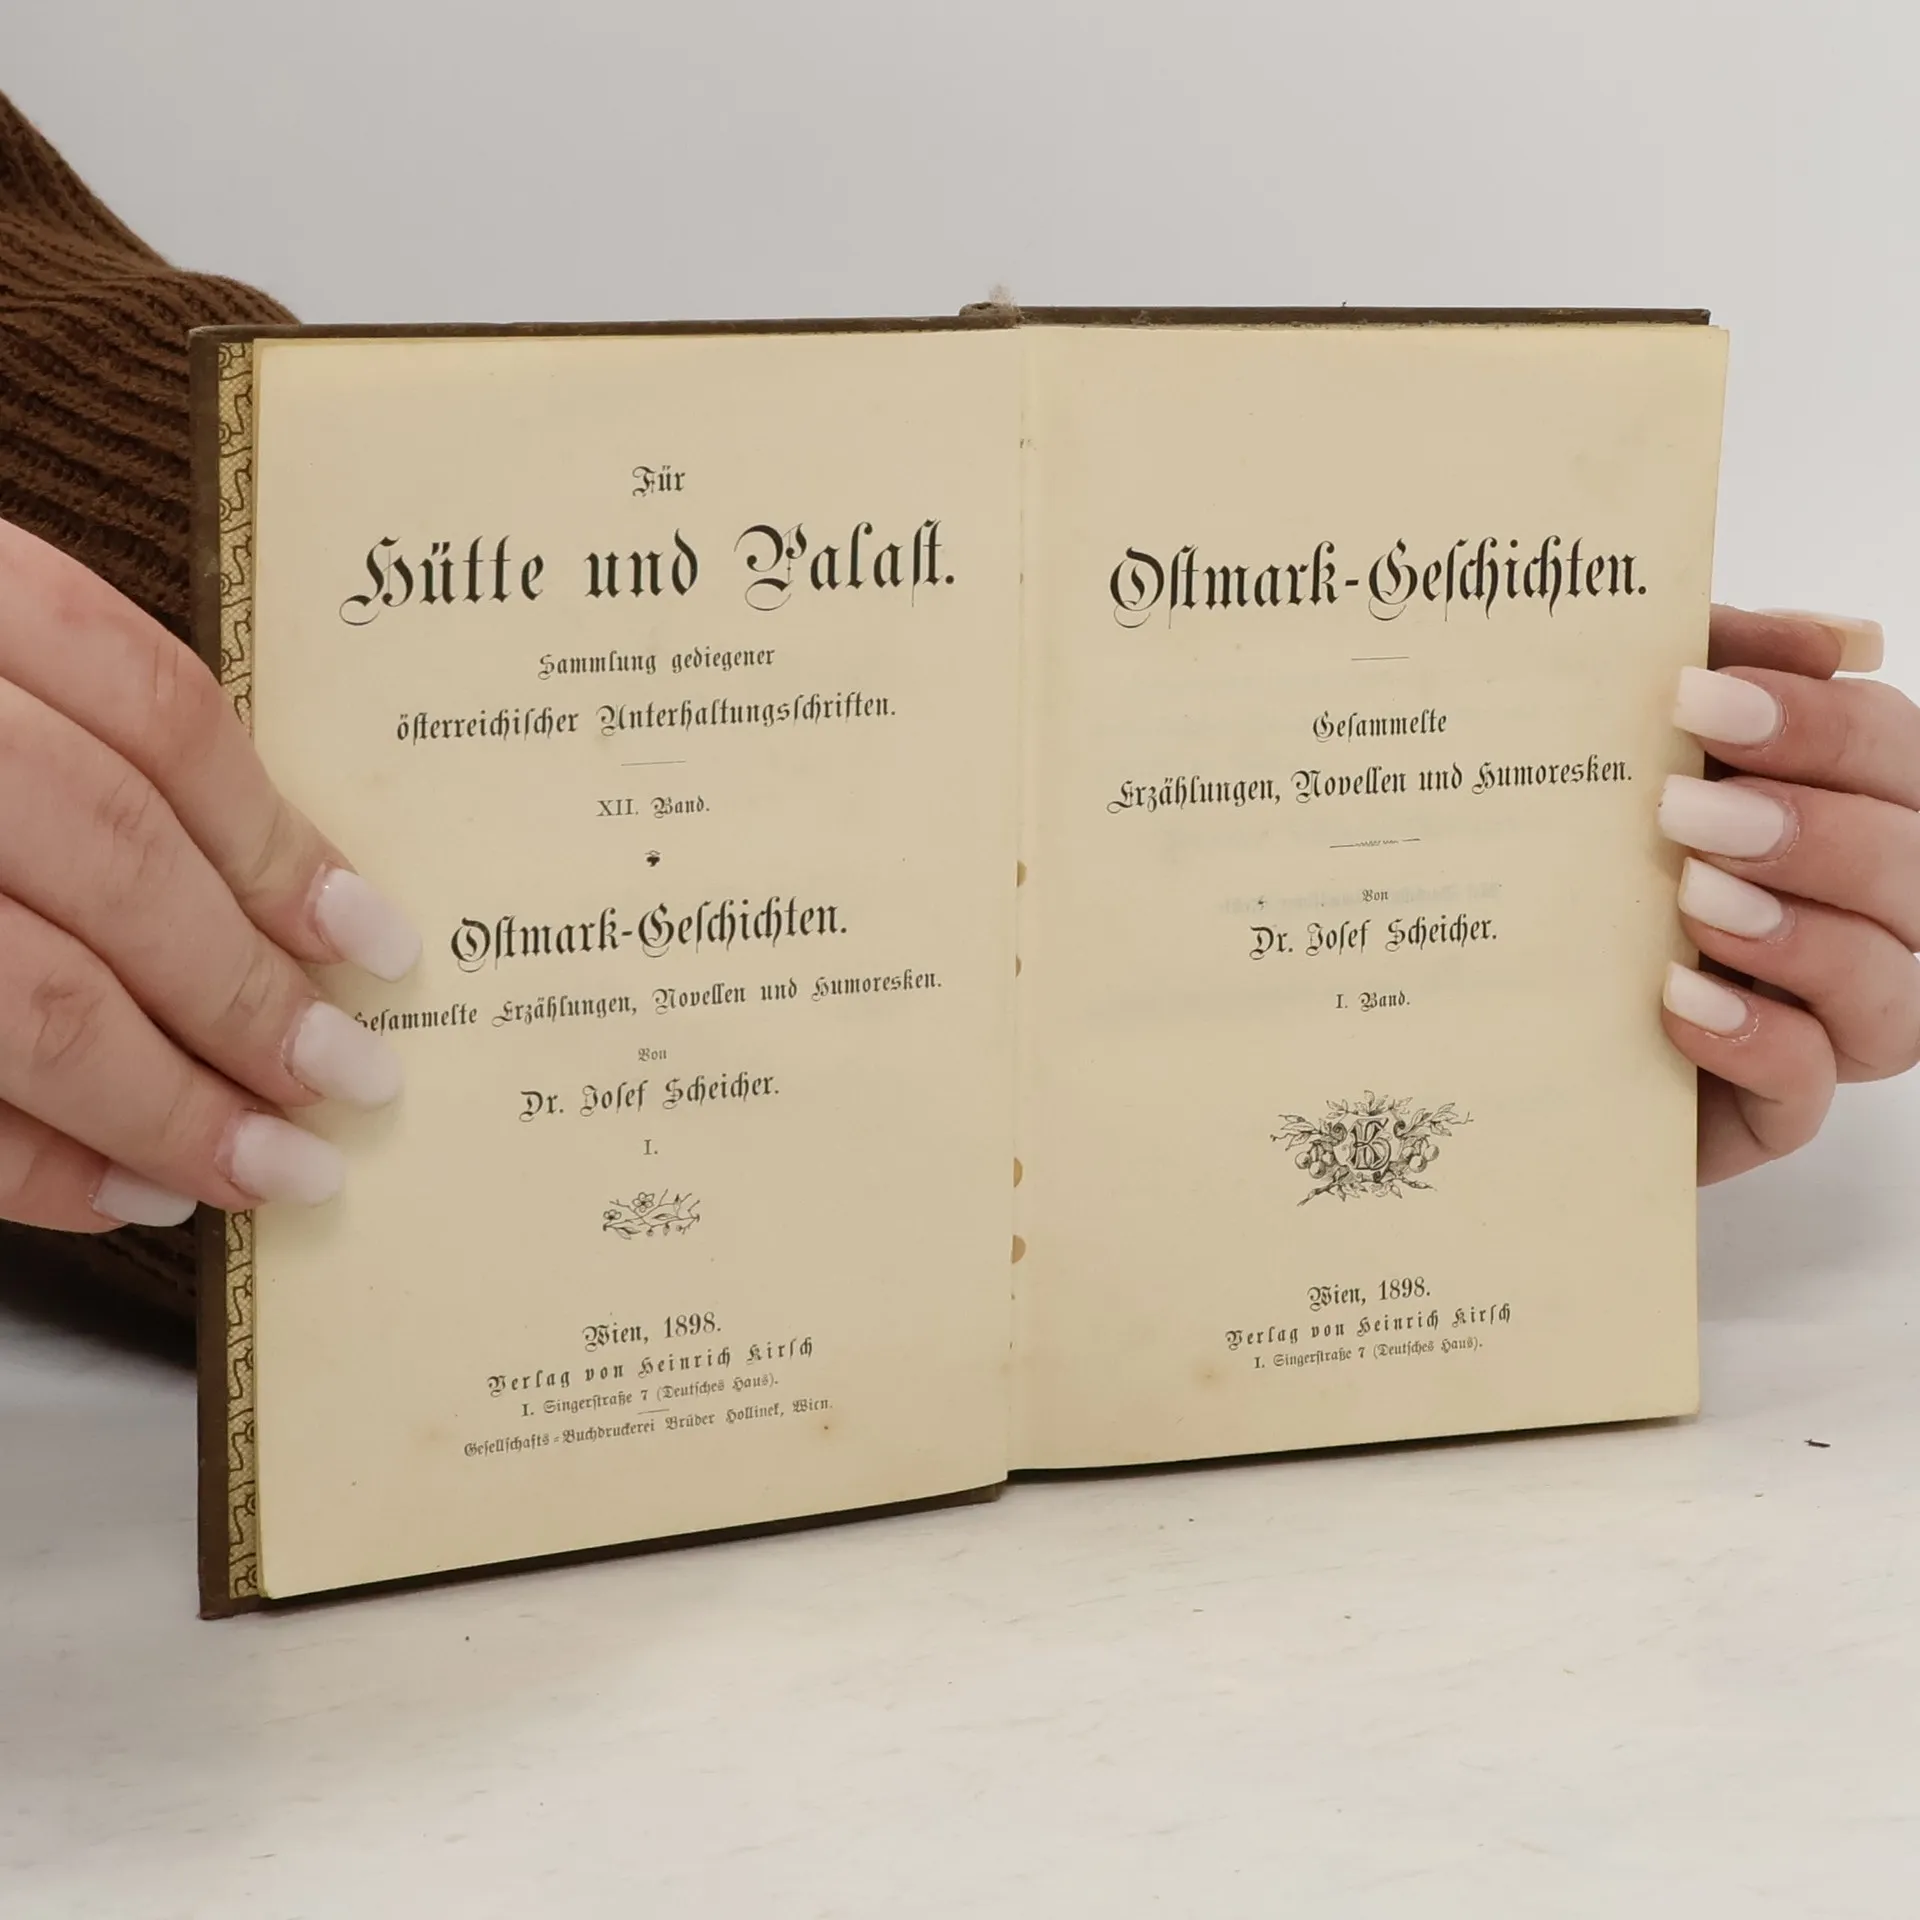 Für
Hütte und Palaſt.
Sammlung gediegener
öſterreichiſcher Unterhaltungsſchriften.
XII. Band.
Oſtmark-Geſchichten.
Geſammelte Erzählungen, Novellen und Humoresken.
Von
Dr. Joſef Scheicher.
I.
Wien, 1898.
Verlag von Heinrich Kirſch
I. Singerſtraße 7 (Deutſches Haus).
Geſellſchafts-Buchdruckerei Brüder Hollinek, Wien.
Oſtmark-Geſchichten.
Geſammelte
Erzählungen, Novellen und Humoresken.
Von
Dr. Joſef Scheicher.
I. Band.
Wien, 1898.
Verlag von Heinrich Kirſch
I. Singerſtraße 7 (Deutſches Haus).